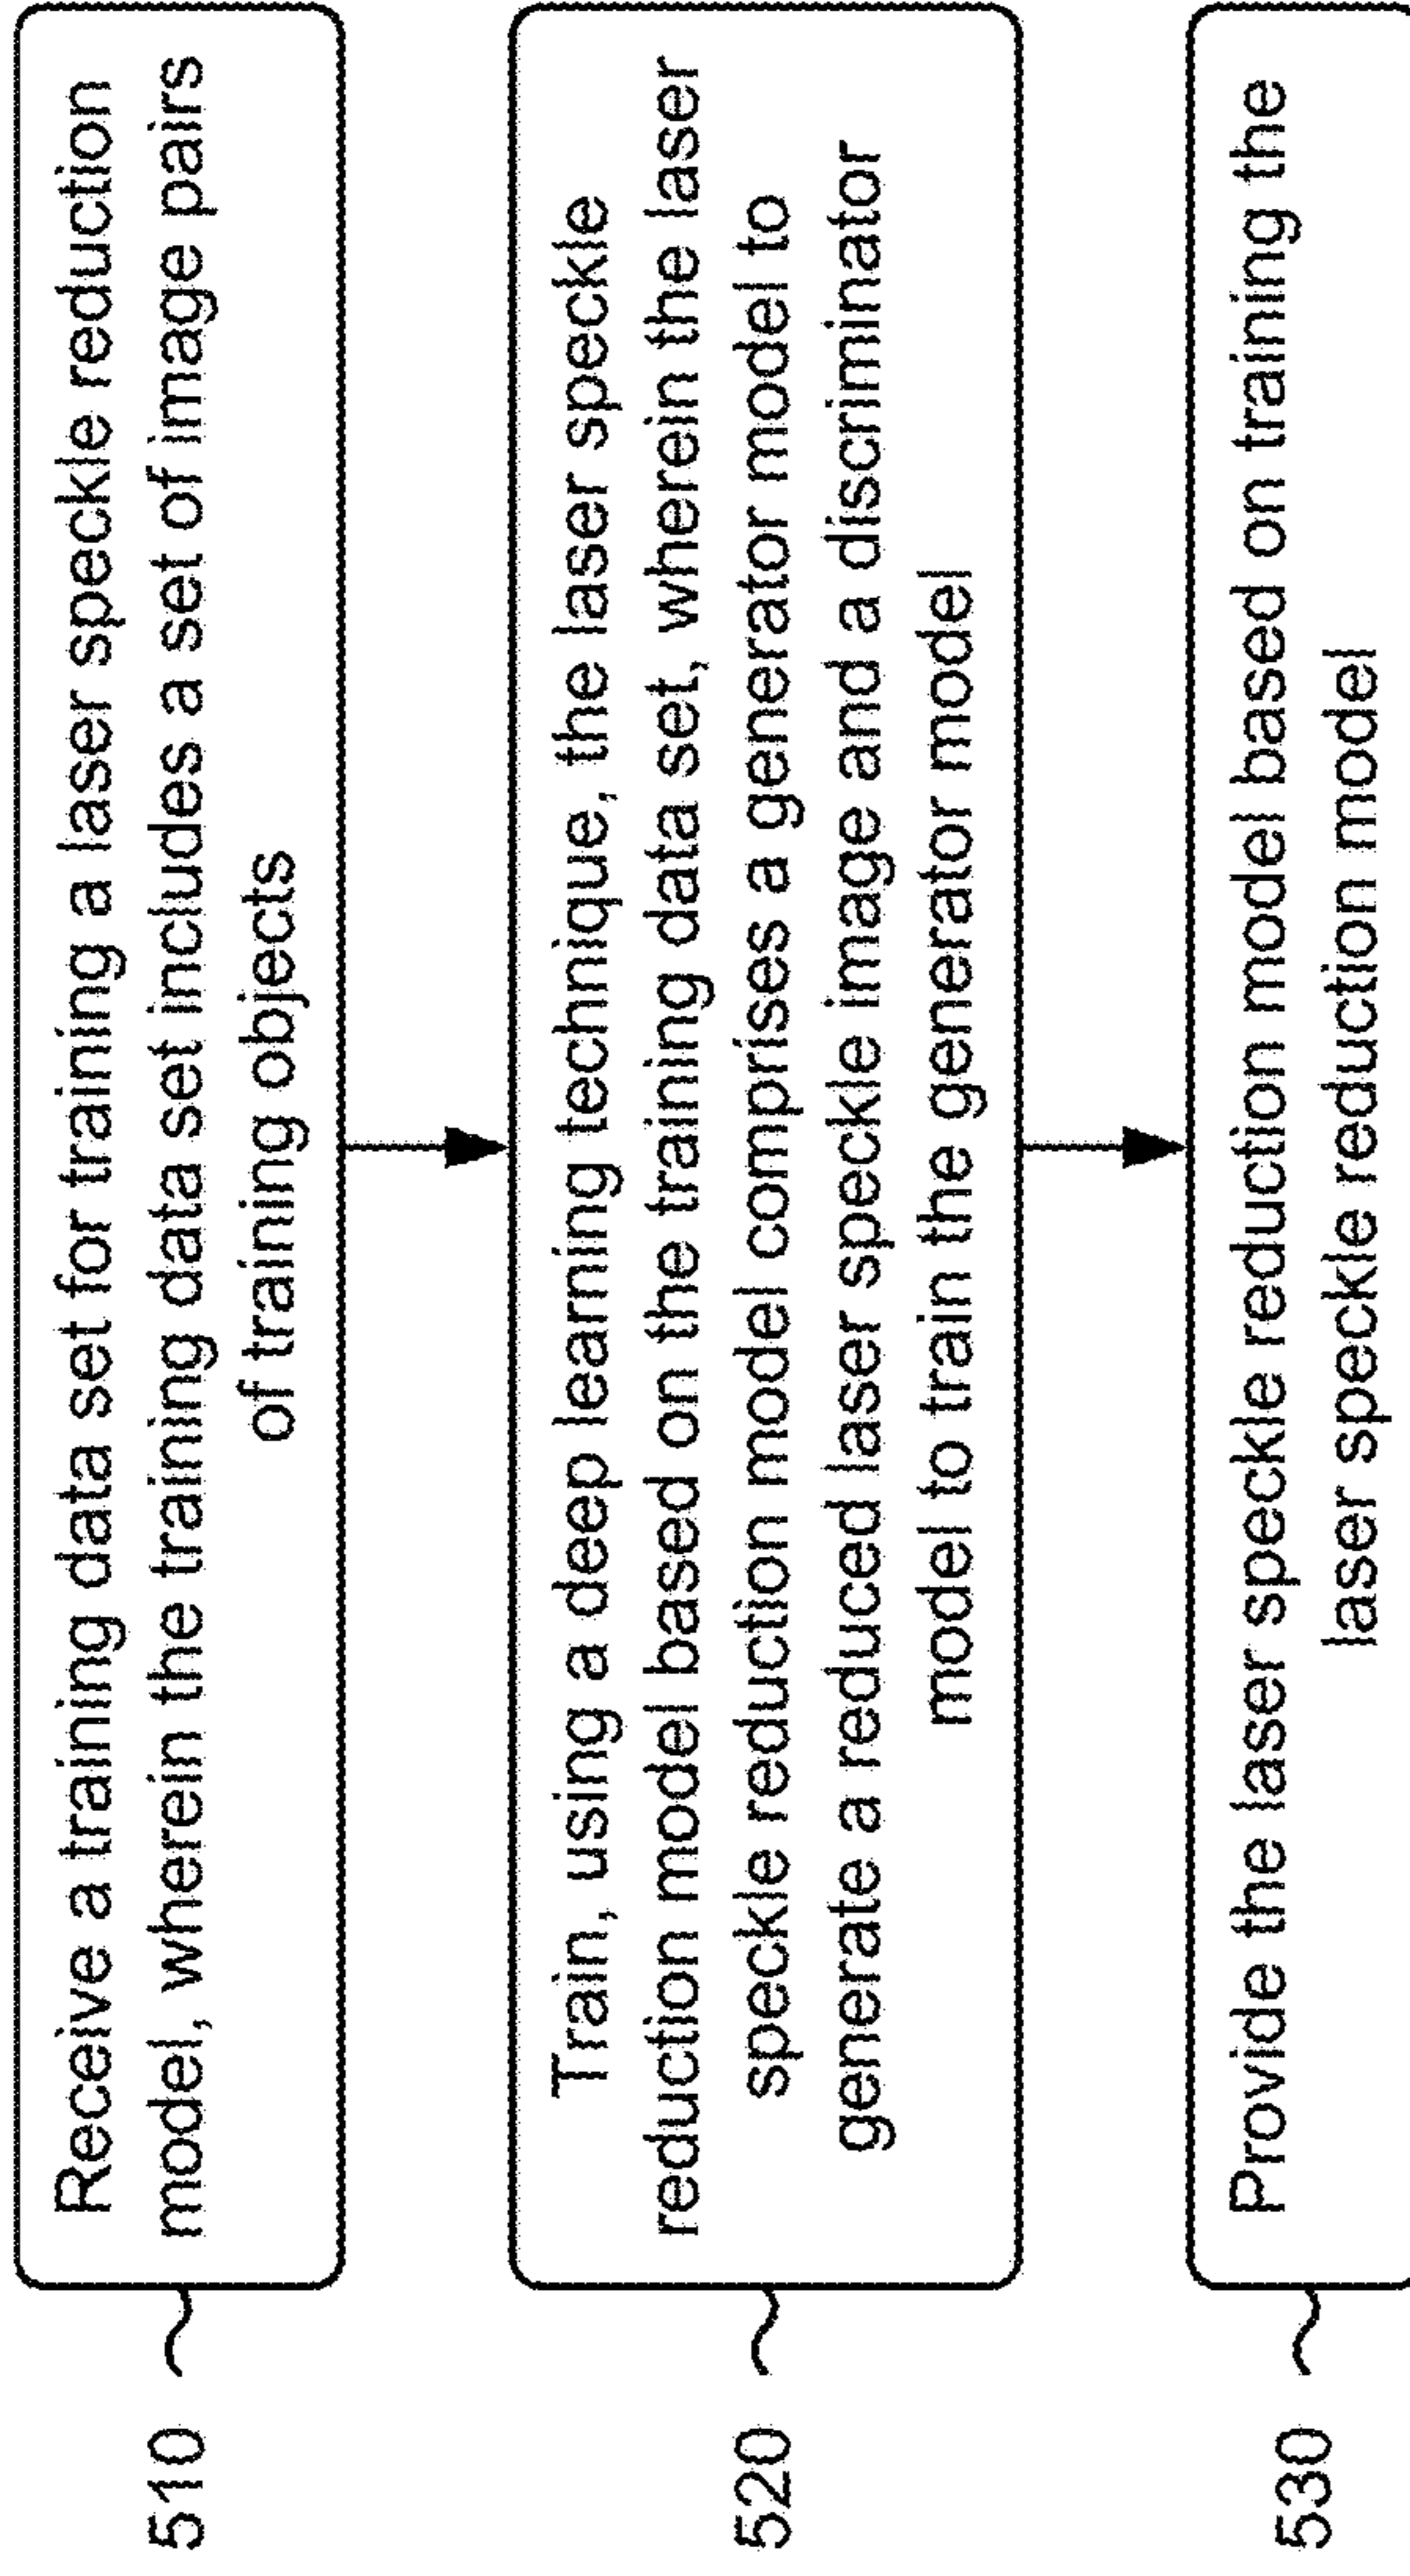 510
Receive a training data set for training a laser speckle reduction
model, wherein the training data set includes a set of image pairs
of training objects
520
Train, using a deep learning technique, the laser speckle
reduction model based on the training data set, wherein the laser
speckle reduction model comprises a generator model to
generate a reduced laser speckle image and a discriminator
model to train the generator model
530
Provide the laser speckle reduction model based on training the
laser speckle reduction model